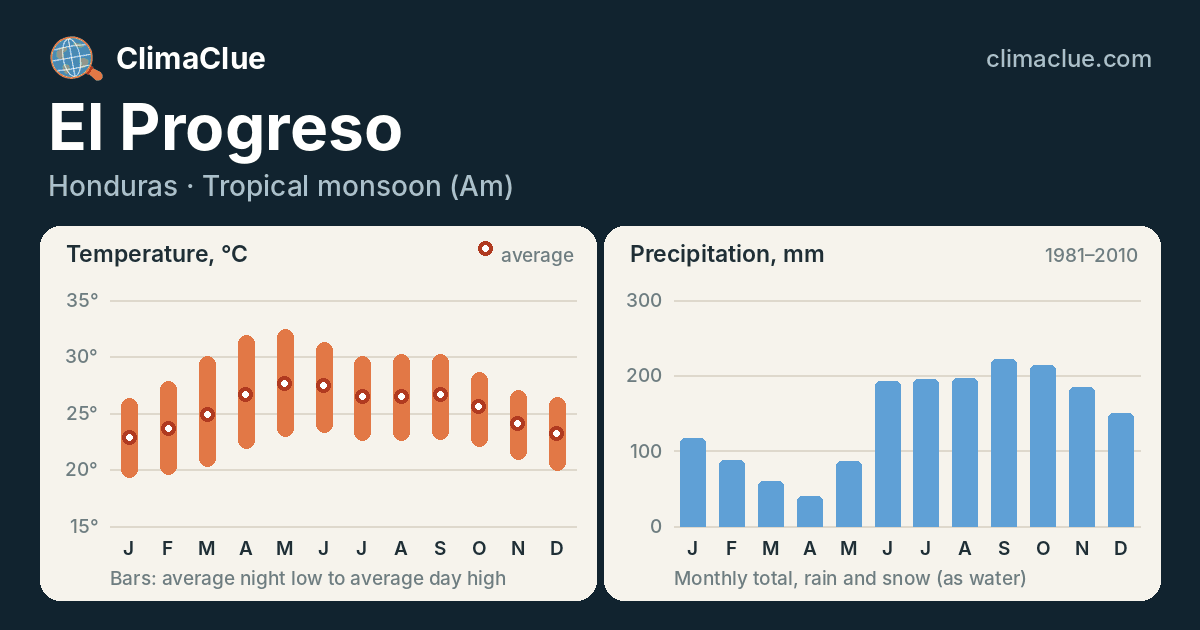 ClimaClue
climaclue.com
El Progreso
Honduras · Tropical monsoon (Am)
Temperature, °C
average
35°
30°
25°
20°
15°
J F M A M J J A S O N D
Bars: average night low to average day high
Precipitation, mm
1981–2010
300
200
100
0
J F M A M J J A S O N D
Monthly total, rain and snow (as water)